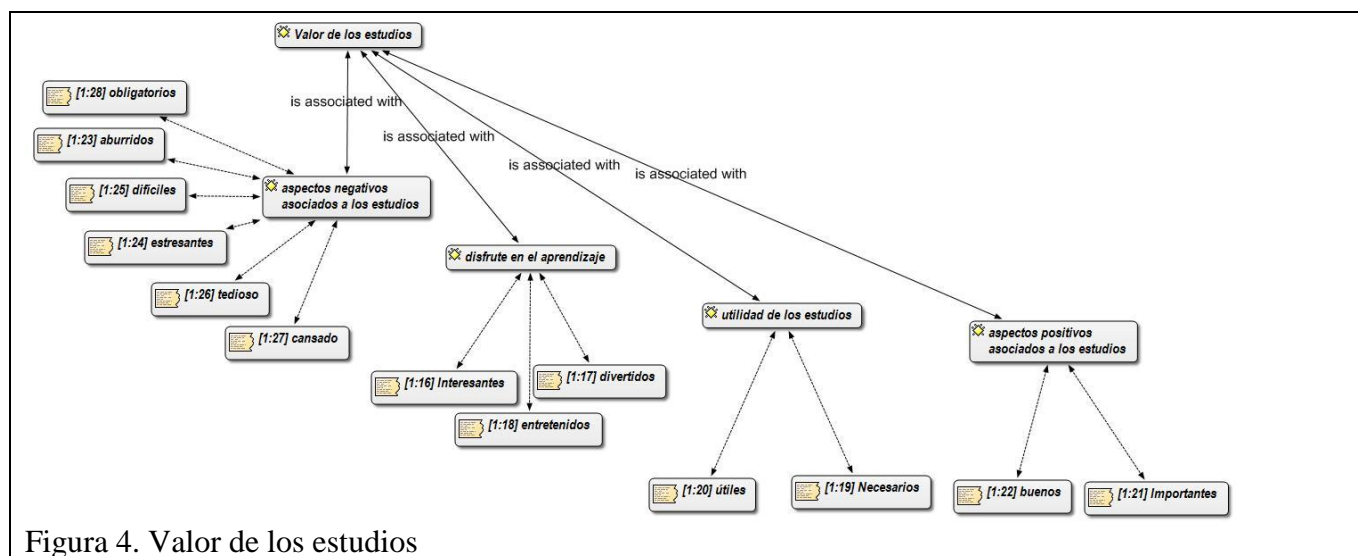 Valor de los estudios
is associated with
is associated with
is associated with
is associated with
[1:28] obligatorios
[1:23] aburridos
[1:25] difíciles
[1:24] estresantes
[1:26] tedioso
[1:27] cansado
aspectos negativos
asociados a los estudios
disfrute en el aprendizaje
[1:16] Interesantes
[1:17] divertidos
[1:18] entretenidos
utilidad de los estudios
[1:20] útiles
[1:19] Necesarios
aspectos positivos
asociados a los estudios
[1:22] buenos
[1:21] Importantes
Figura 4. Valor de los estudios